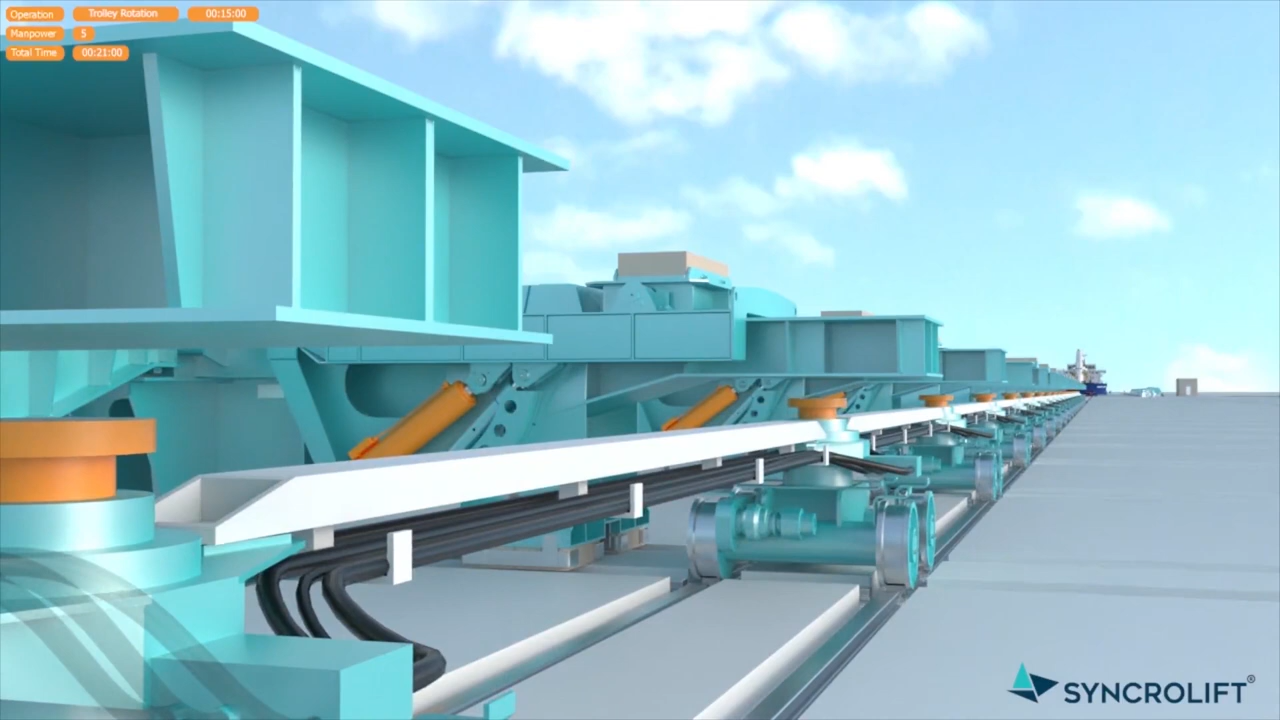 Operation Trolley Rotation 00:15:00
Manpower 5
Total Time 00:21:00
SYNCROLIFT®